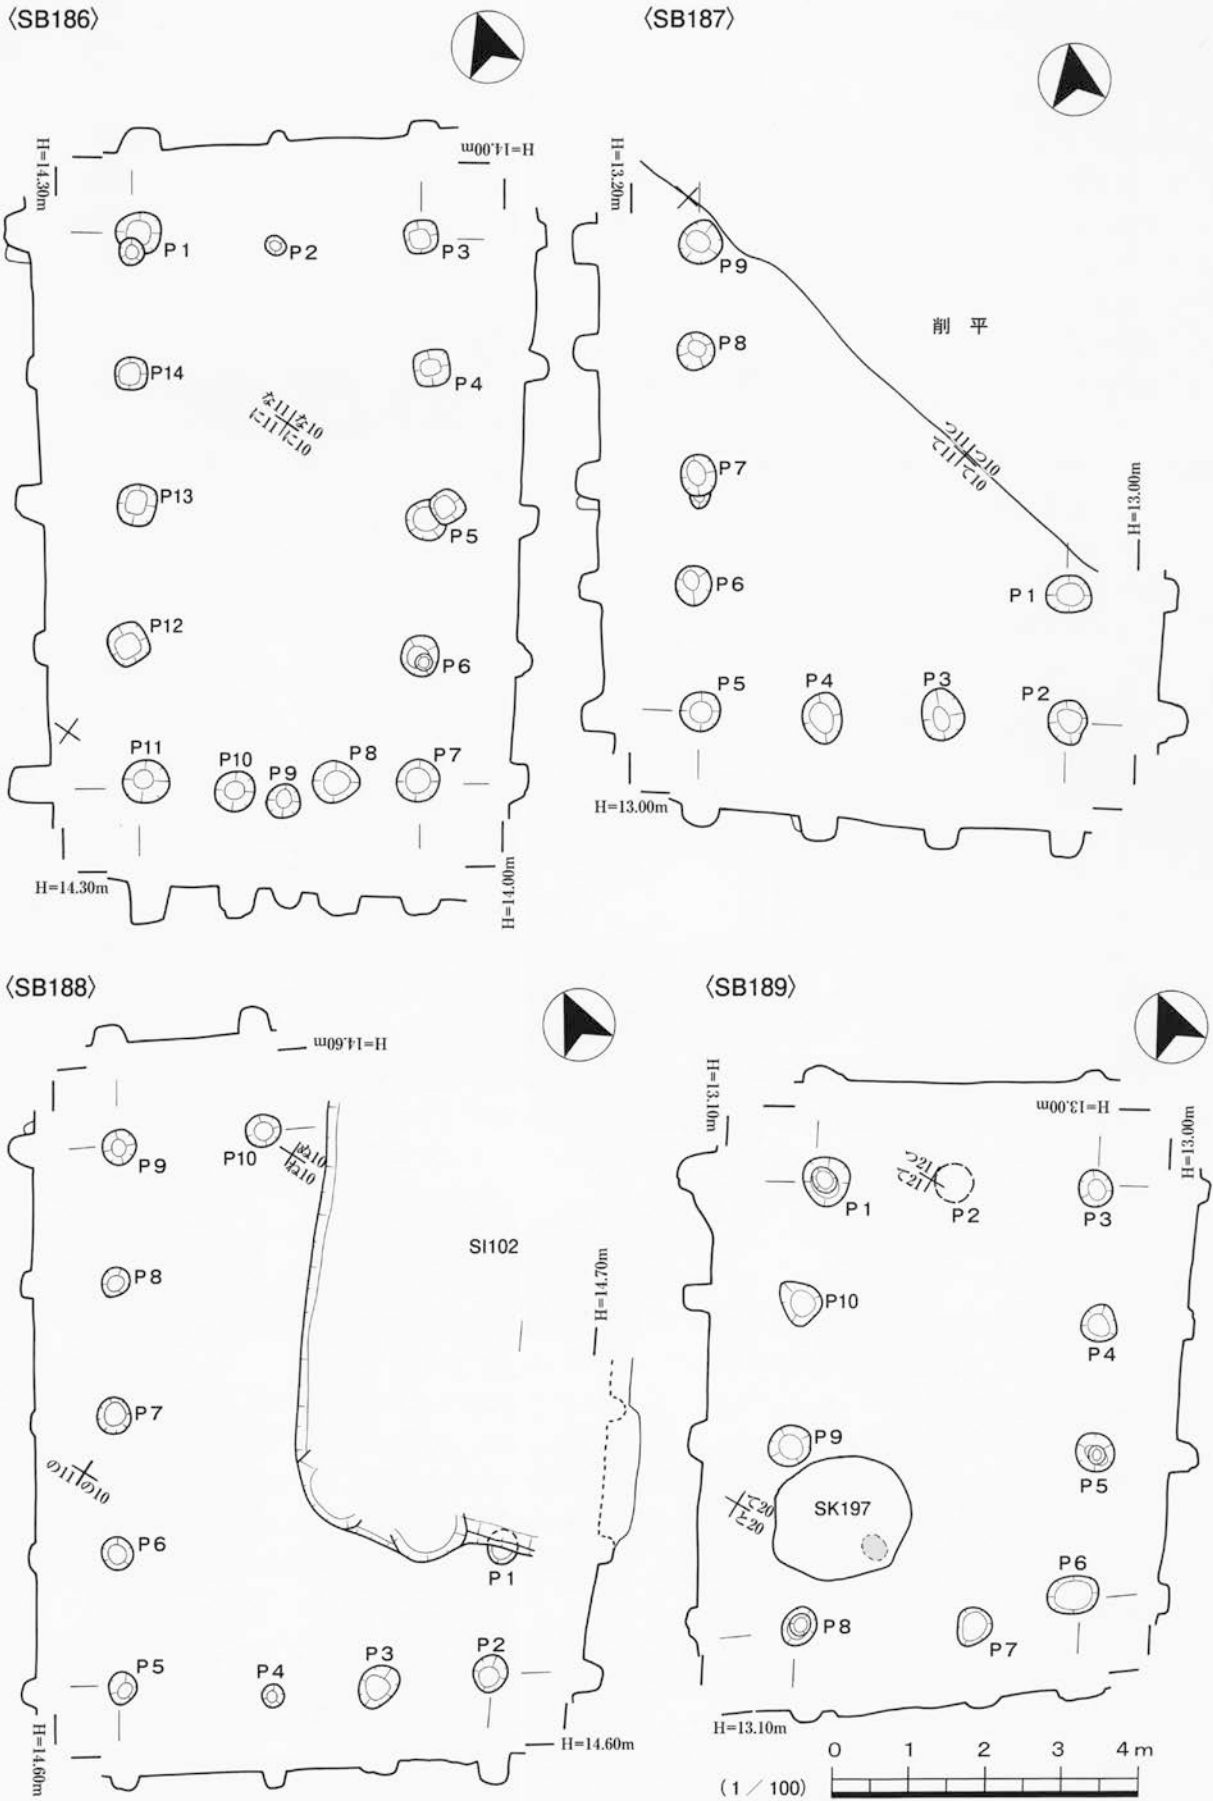 〈SB186〉
H=14.30m
H=14.00m
P1
P2
P3
P14
P4
な11 な10
に11 に10
P13
P5
P12
P6
P11
P10
P9
P8
P7
H=14.30m
H=14.00m
〈SB187〉
H=13.20m
P9
削平
P8
つ11 つ10
て11 て10
P7
H=13.00m
P6
P1
P5
P4
P3
P2
H=13.00m
〈SB188〉
H=14.60m
P9
P10
ぬ10
ね10
SI102
P8
H=14.70m
P7
の11 の10
P6
P1
P5
P4
P3
P2
H=14.60m
H=14.60m
〈SB189〉
H=13.10m
H=13.00m
H=13.00m
つ21
て21
P1
P2
P3
P10
P4
P9
P5
て20
と20
SK197
P6
P8
P7
H=13.10m
0 1 2 3 4m
(1/100)